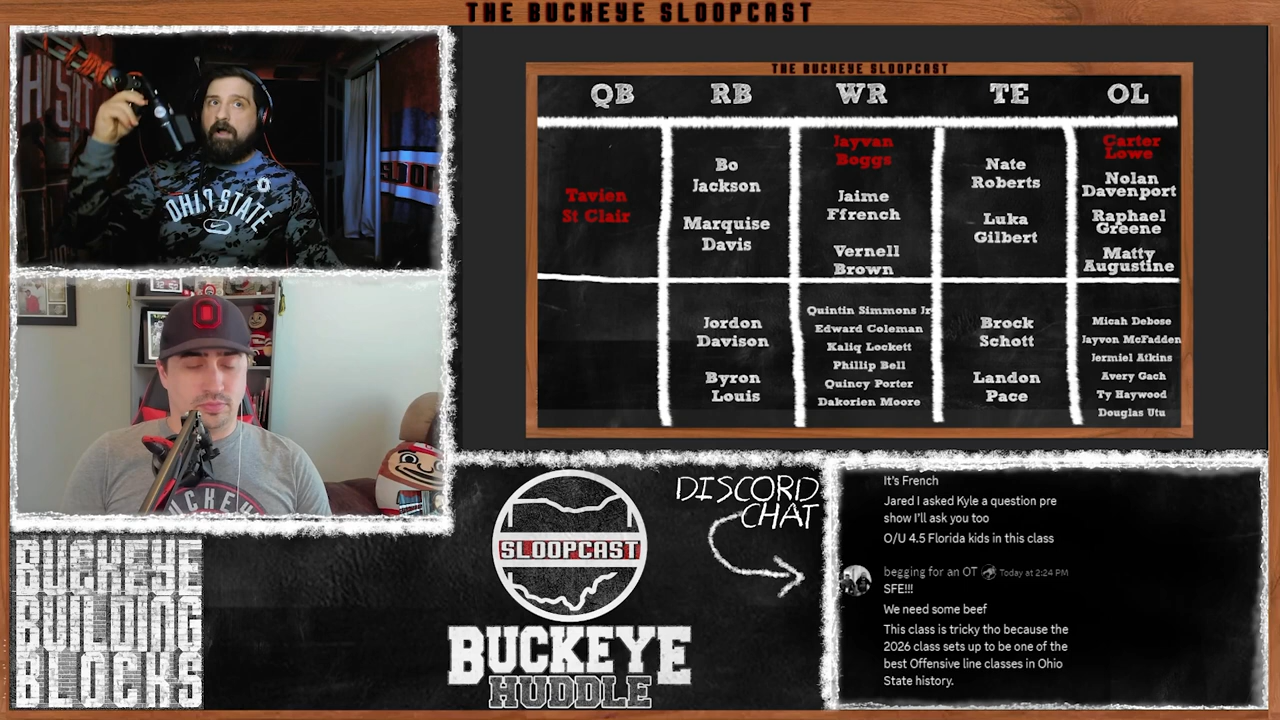 THE BUCKEYE SLOOPCAST
OHIO STATE
THE BUCKEYE SLOOPCAST
QB RB WR TE OL
Tavien
St Clair
Bo
Jackson
Marquise
Davis
Jayvan
Boggs
Jaime
Ffrench
Vernell
Brown
Nate
Roberts
Luka
Gilbert
Carter
Lowe
Nolan
Davenport
Raphael
Greene
Matty
Augustine
Jordon
Davison
Byron
Louis
Quintin Simmons Jr
Edward Coleman
Kaliq Lockett
Phillip Bell
Quincy Porter
Dakorien Moore
Brock
Schott
Landon
Pace
Micah Debose
Jayvon McFadden
Jermiel Atkins
Avery Gach
Ty Haywood
Douglas Utu
BUCKEYE
BUILDING
BLOCKS
SLOOPCAST
BUCKEYE
HUDDLE
DISCORD
CHAT
It's French
Jared I asked Kyle a question pre
show I'll ask you too
O/U 4.5 Florida kids in this class
begging for an OT Today at 2:24 PM
SFE!!!
We need some beef
This class is tricky tho because the
2026 class sets up to be one of the
best Offensive line classes in Ohio
State history.